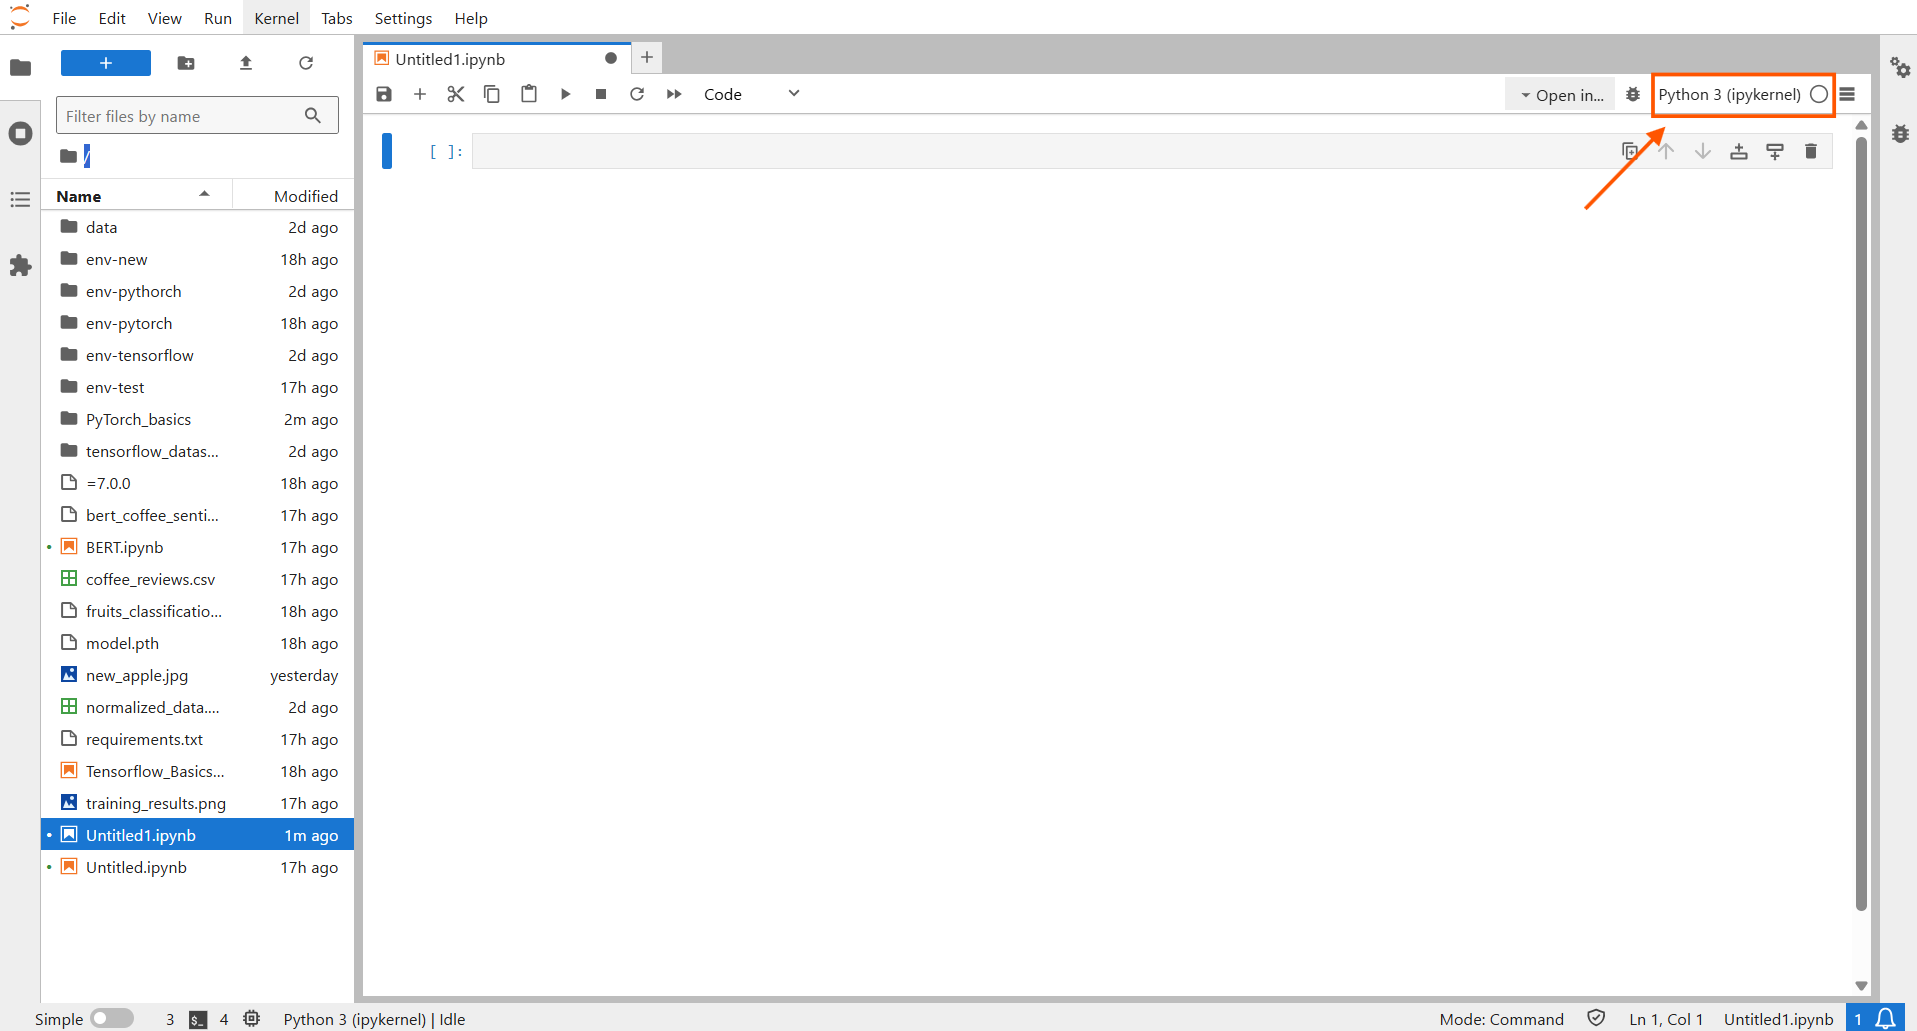 File Edit View Run Kernel Tabs Settings Help
+
Filter files by name
/
Name Modified
data 2d ago
env-new 18h ago
env-pythorch 2d ago
env-pytorch 18h ago
env-tensorflow 2d ago
env-test 17h ago
PyTorch_basics 2m ago
tensorflow_datas... 2d ago
=7.0.0 18h ago
bert_coffee_senti... 17h ago
BERT.ipynb 17h ago
coffee_reviews.csv 17h ago
fruits_classificatio... 18h ago
model.pth 18h ago
new_apple.jpg yesterday
normalized_data.... 2d ago
requirements.txt 17h ago
Tensorflow_Basics... 18h ago
training_results.png 17h ago
Untitled1.ipynb 1m ago
Untitled.ipynb 17h ago
Untitled1.ipynb
Code Open in... Python 3 (ipykernel)
[ ]:
Simple 3 $_ 4 Python 3 (ipykernel) | Idle Mode: Command Ln 1, Col 1 Untitled1.ipynb 1